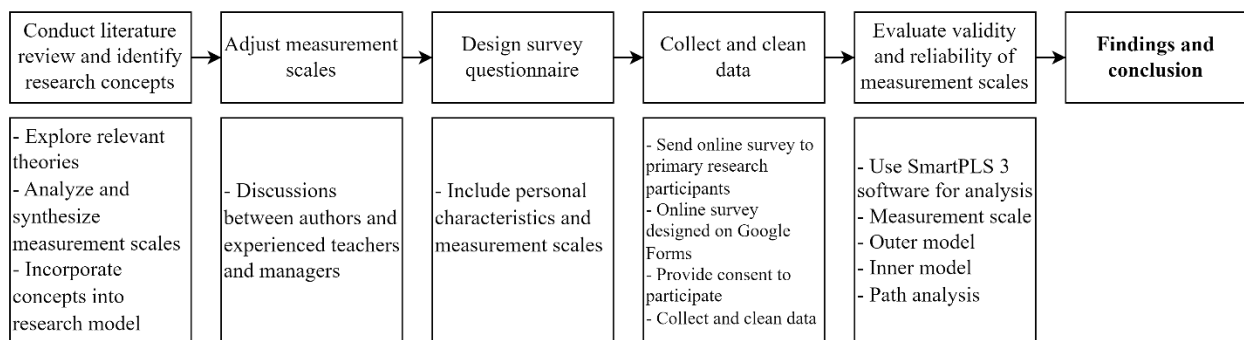 Conduct literature
review and identify
research concepts
Adjust measurement
scales
Design survey
questionnaire
Collect and clean
data
Evaluate validity
and reliability of
measurement scales
Findings and
conclusion
- Explore relevant
theories
- Analyze and
synthesize
measurement scales
- Incorporate
concepts into
research model
- Discussions
between authors and
experienced teachers
and managers
- Include personal
characteristics and
measurement scales
- Send online survey to
primary research
participants
- Online survey
designed on Google
Forms
- Provide consent to
participate
- Collect and clean data
- Use SmartPLS 3
software for analysis
- Measurement scale
- Outer model
- Inner model
- Path analysis